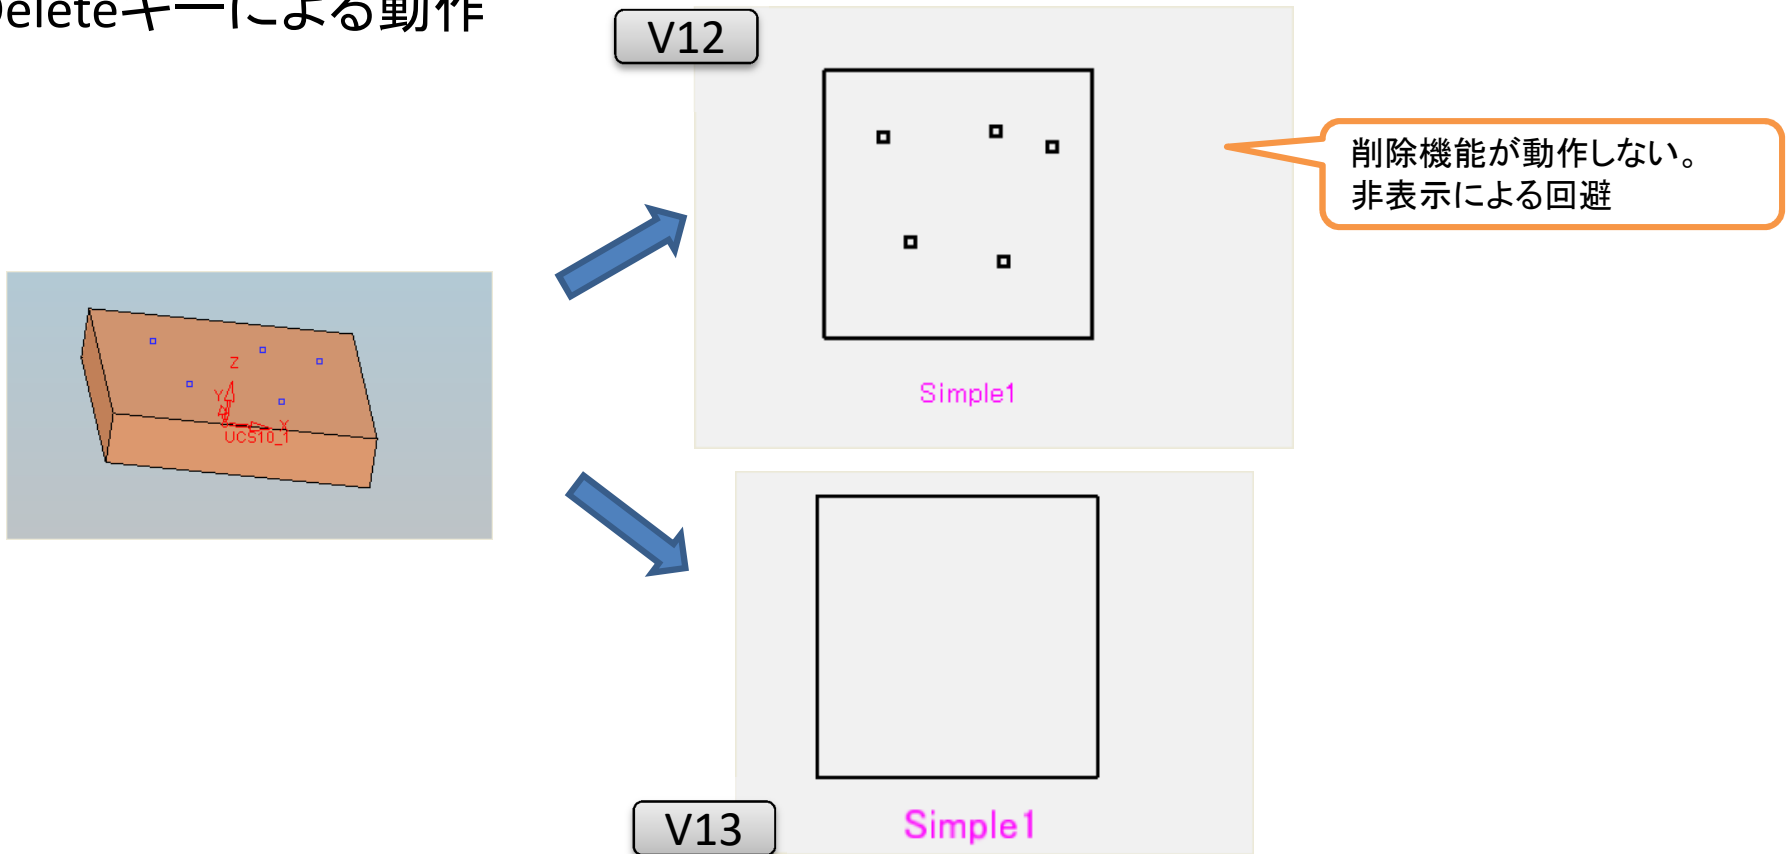 Deleteキーによる動作
V12
削除機能が動作しない。
非表示による回避
Simple1
Z
Y
X
UCS10_1
Simple1
V13